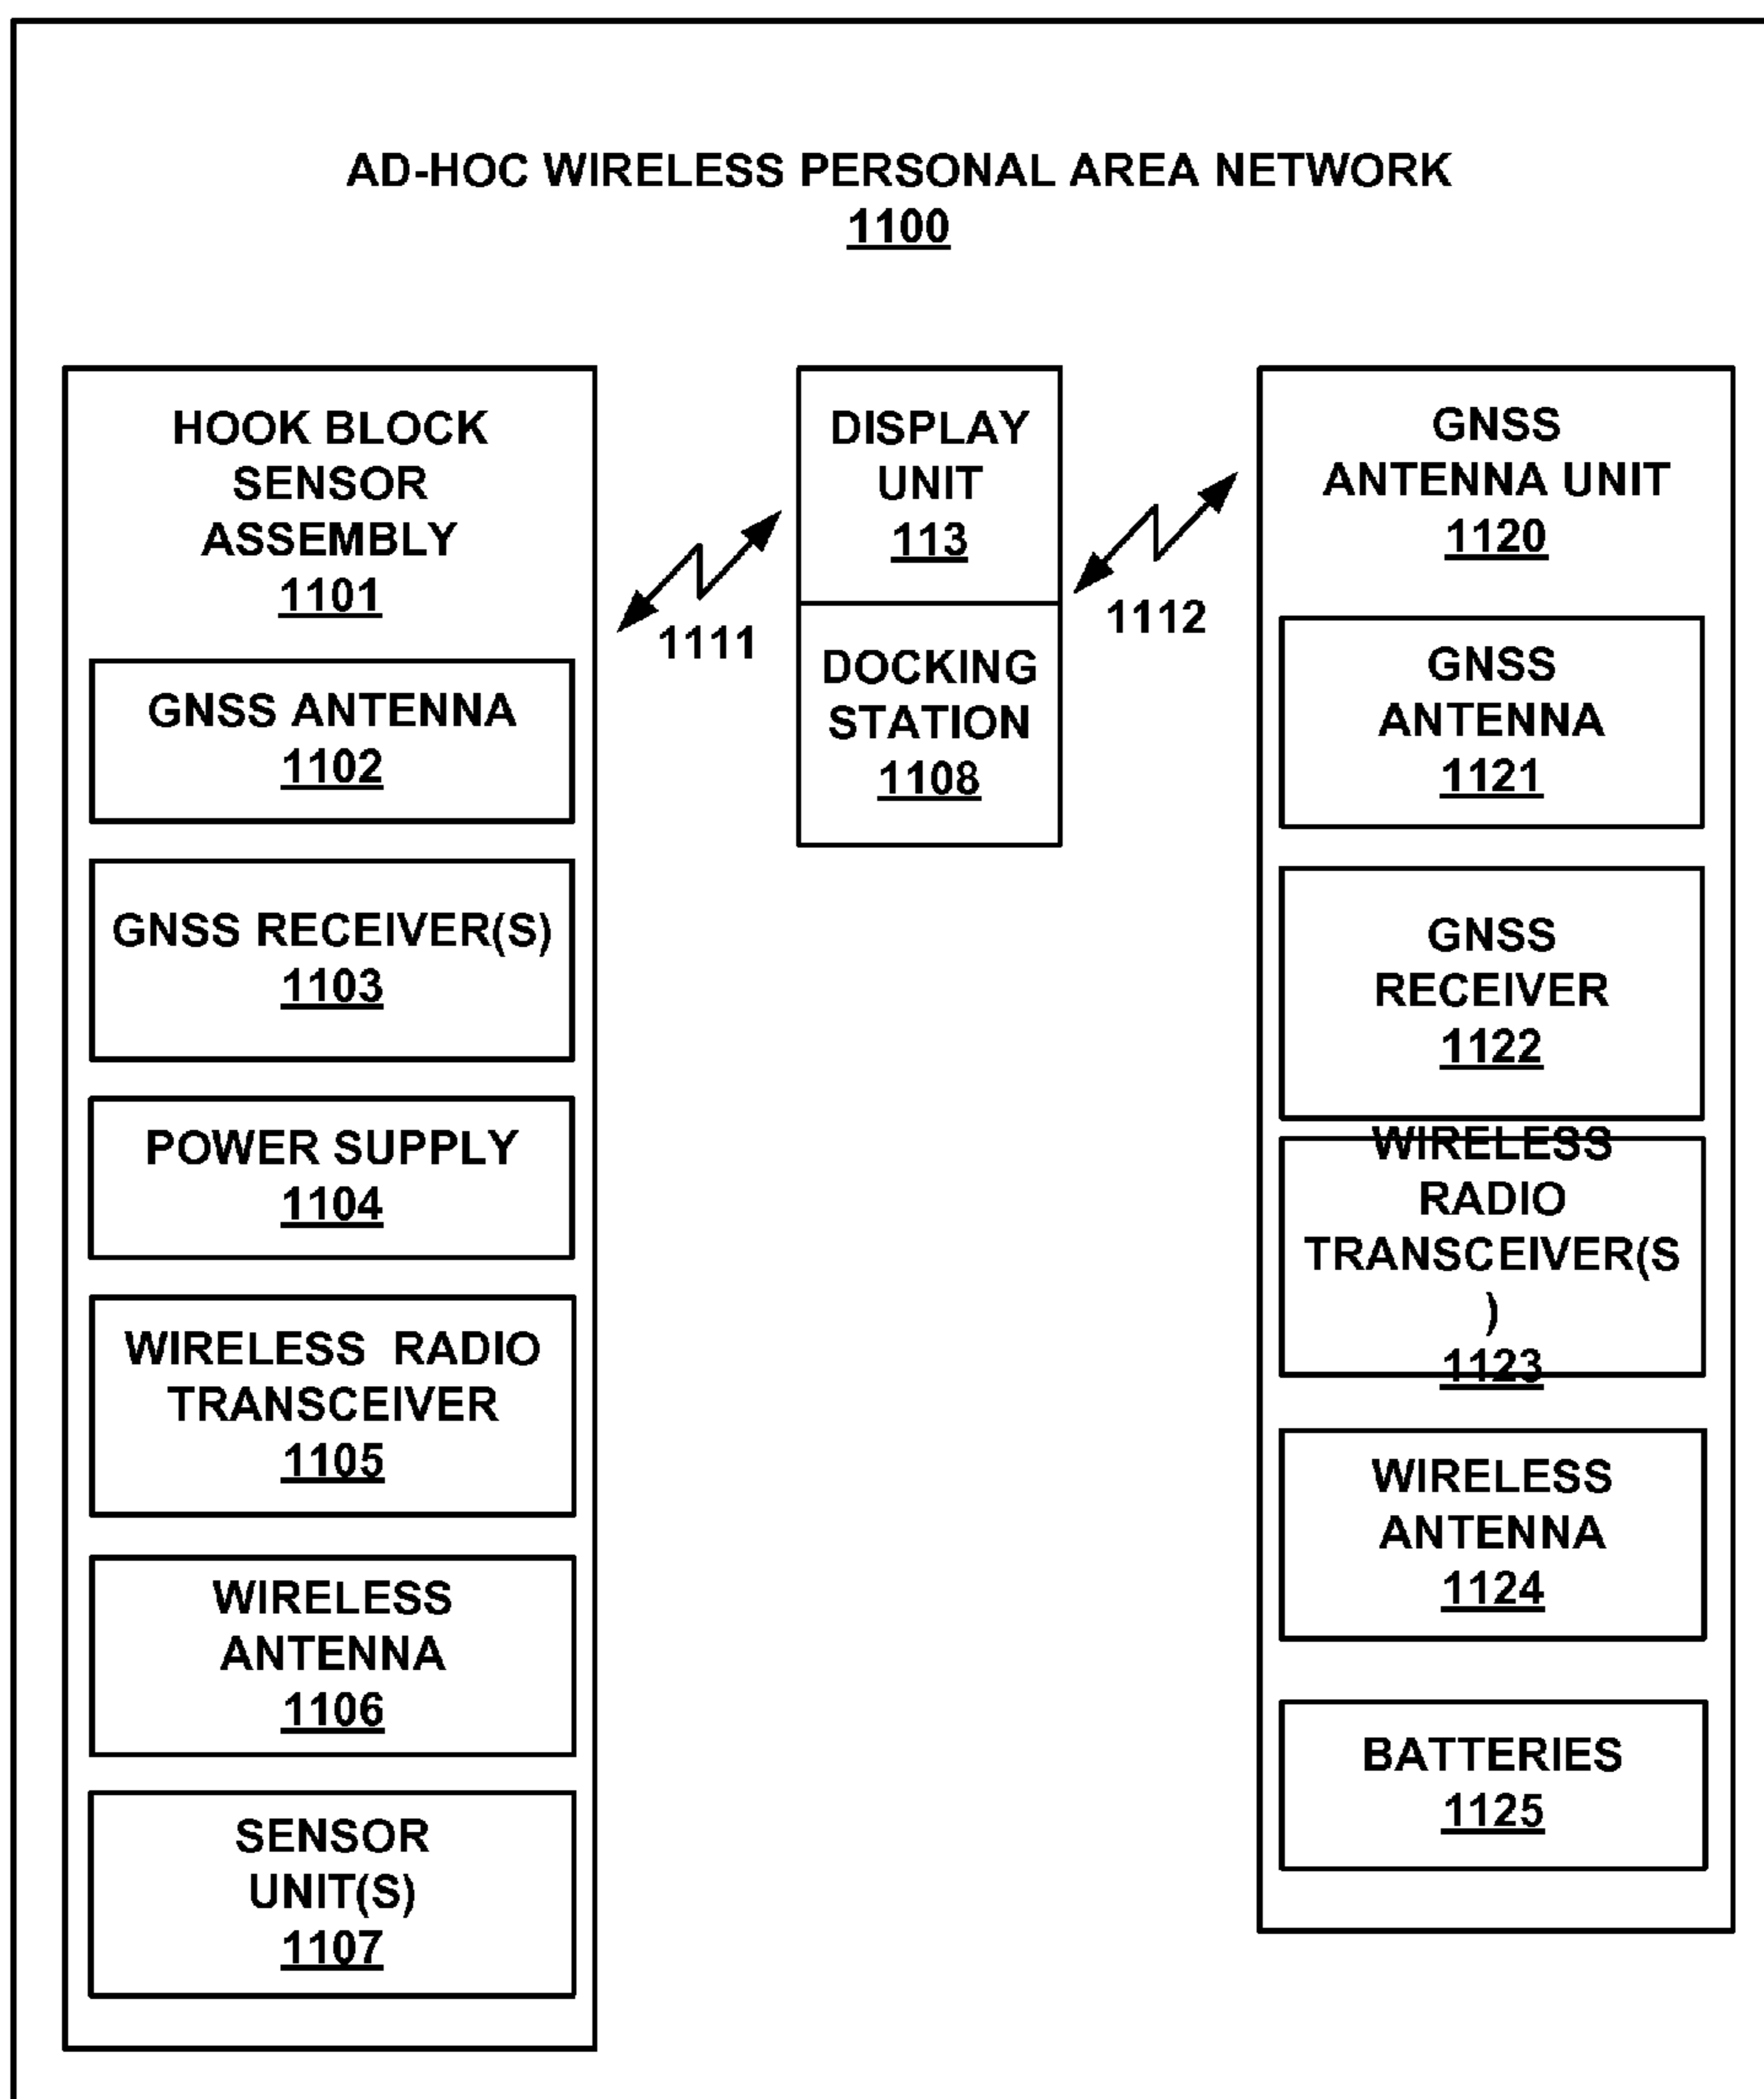 AD-HOC WIRELESS PERSONAL AREA NETWORK
1100
HOOK BLOCK
SENSOR
ASSEMBLY
1101
GNSS ANTENNA
1102
GNSS RECEIVER(S)
1103
POWER SUPPLY
1104
WIRELESS RADIO
TRANSCEIVER
1105
WIRELESS
ANTENNA
1106
SENSOR
UNIT(S)
1107
1111
DISPLAY
UNIT
113
DOCKING
STATION
1108
1112
GNSS
ANTENNA UNIT
1120
GNSS
ANTENNA
1121
GNSS
RECEIVER
1122
WIRELESS
RADIO
TRANSCEIVER(S
)
1123
WIRELESS
ANTENNA
1124
BATTERIES
1125